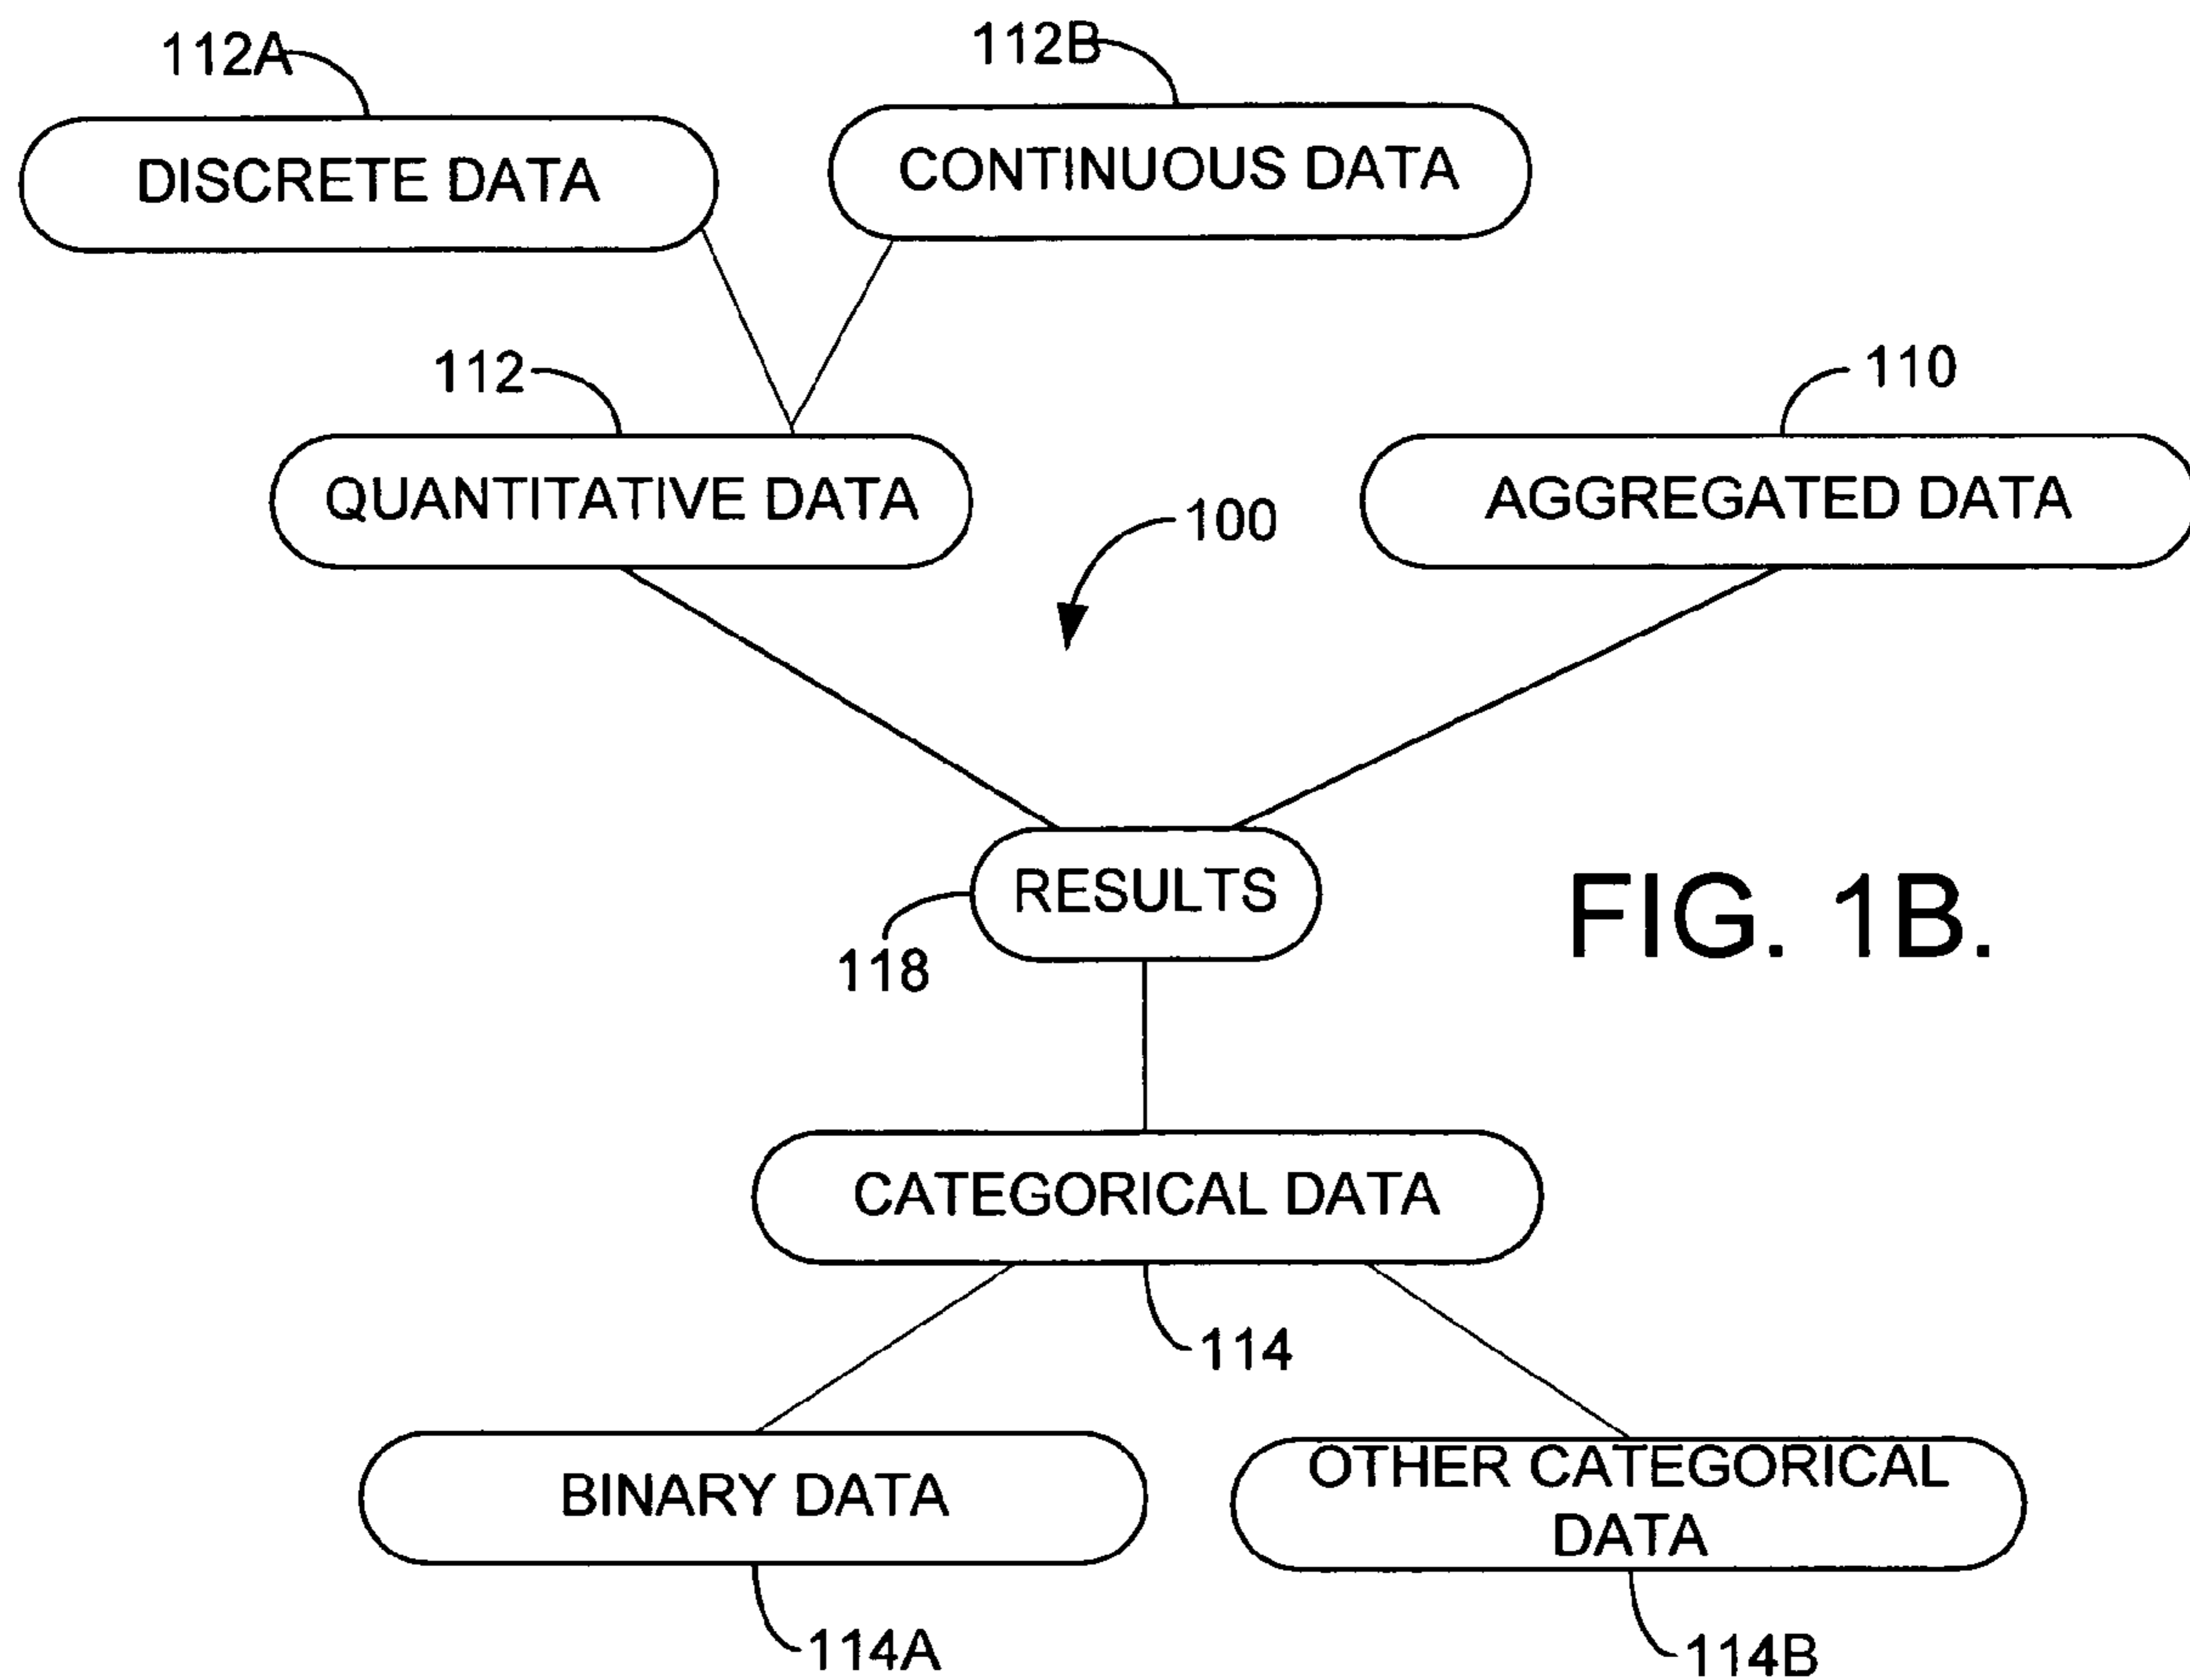 112A
112B
DISCRETE DATA
CONTINUOUS DATA
112
110
QUANTITATIVE DATA
AGGREGATED DATA
100
RESULTS
118
FIG. 1B.
CATEGORICAL DATA
114
BINARY DATA
OTHER CATEGORICAL
DATA
114A
114B